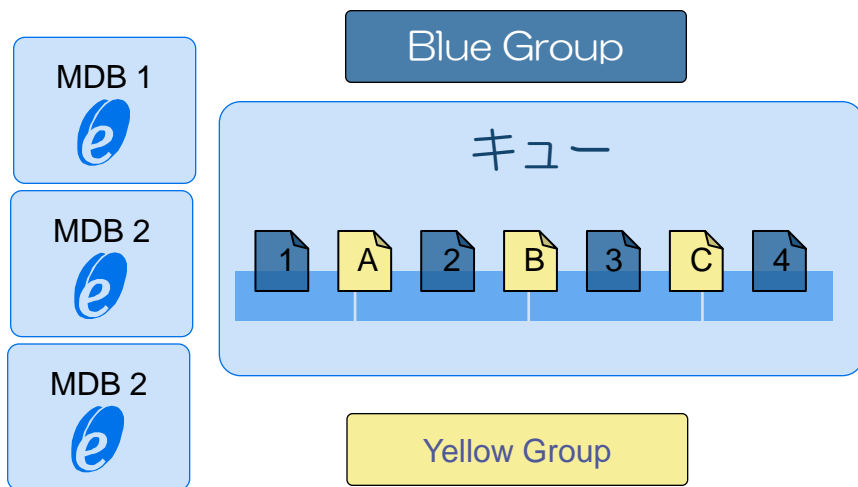 MDB 1
MDB 2
MDB 2
Blue Group
キュー
1 A 2 B 3 C 4
Yellow Group